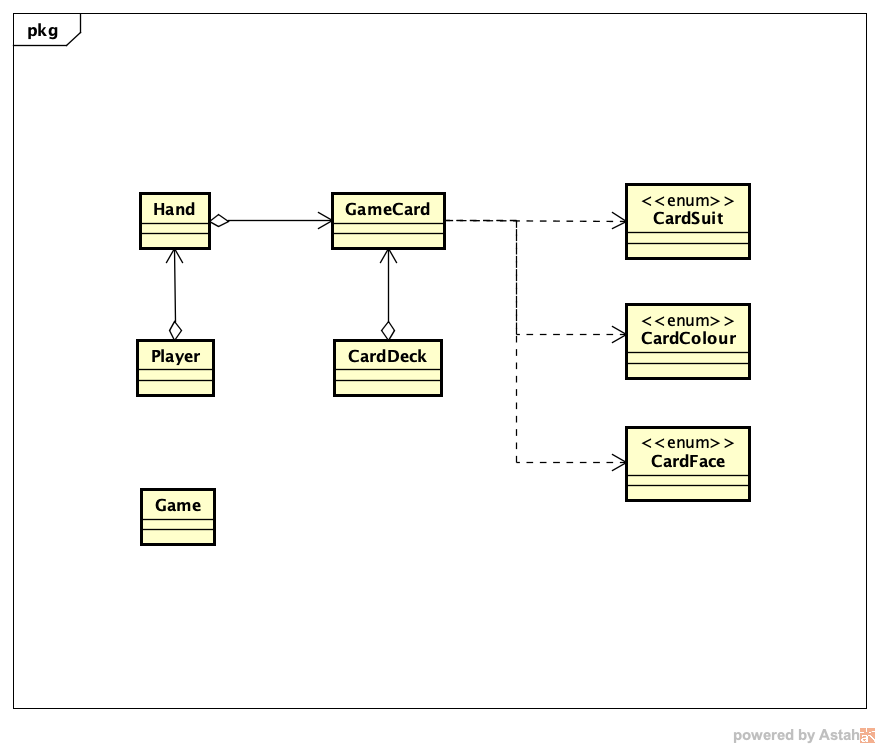 pkg
Hand
GameCard
<<enum>>
CardSuit
<<enum>>
CardColour
Player
CardDeck
<<enum>>
CardFace
Game
powered by Astah